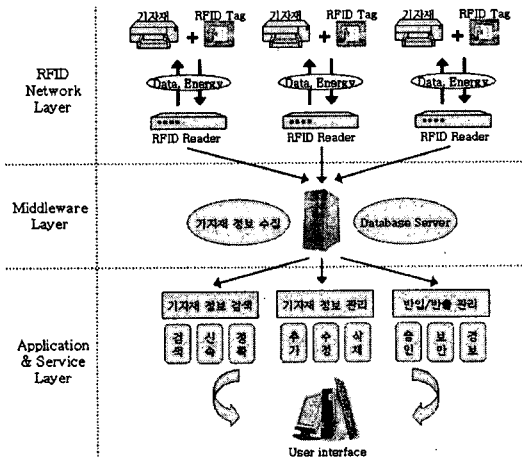 기자재 RFID Tag 기자재 RFID Tag 기자재 RFID Tag
+ + +
RFID Network Layer
Data, Energy Data, Energy Data, Energy
RFID Reader RFID Reader RFID Reader
Middleware Layer
기자재 정보 수집
Database Server
Application & Service Layer
기자재 정보 검색 기자재 정보 관리 반입/반출 관리
신속 정확 추가 수정 삭제 승인 보안 경보
User interface